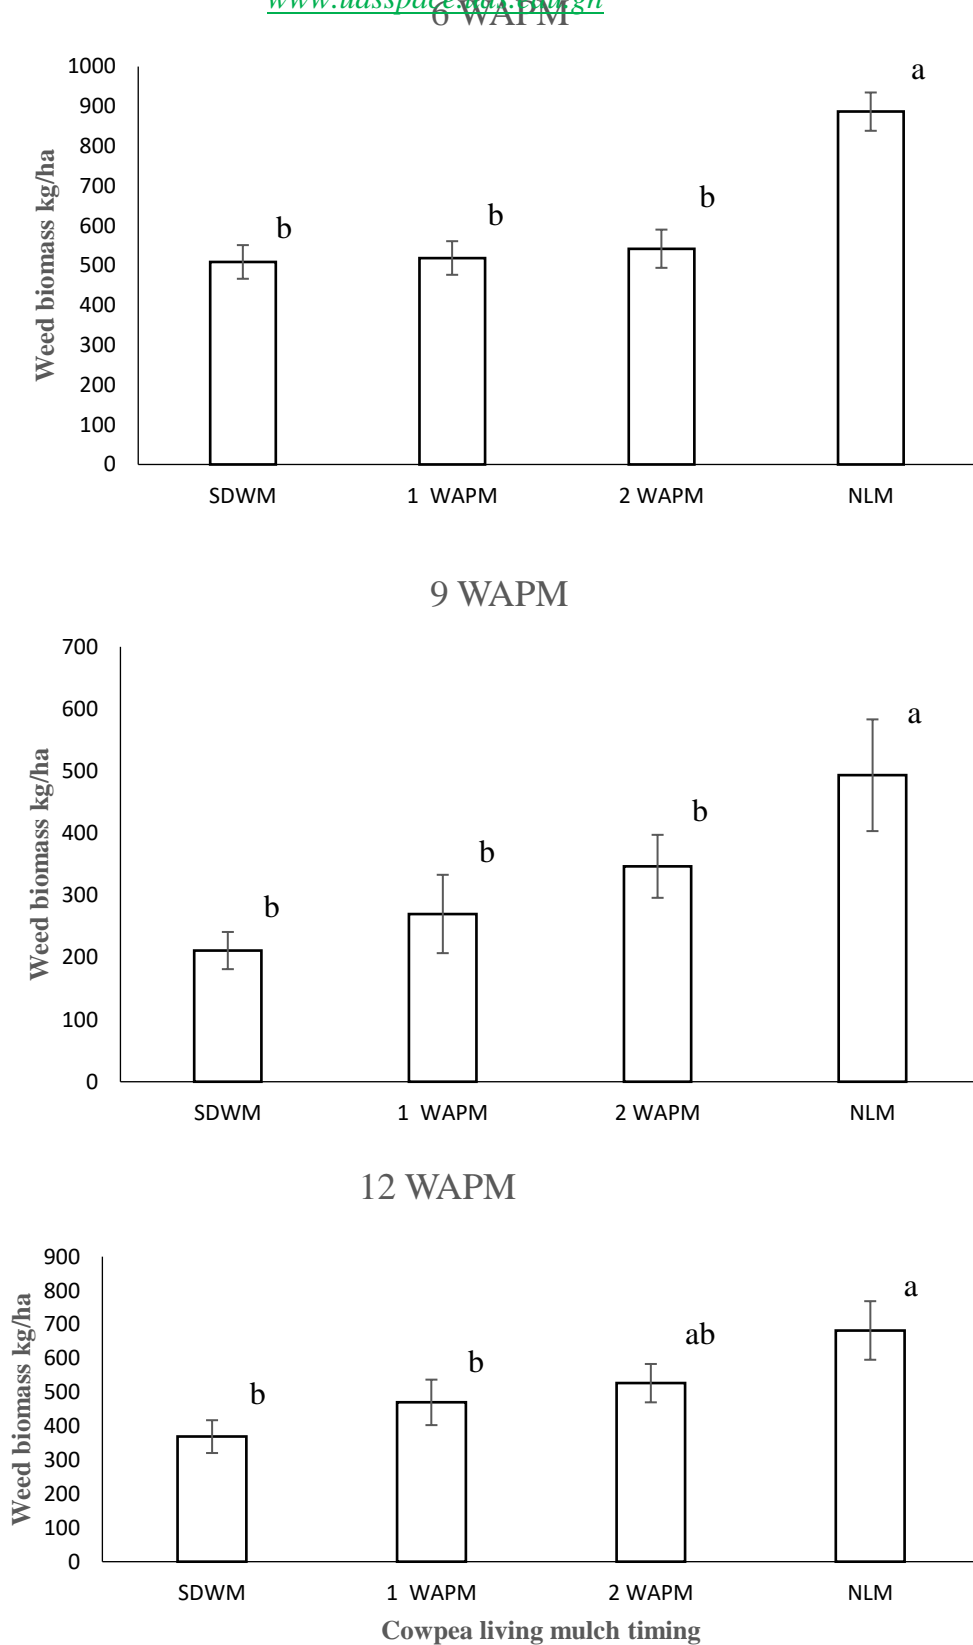 6 WAPM
1000
a
900
800
700
b
b
600
b
500
400
300
200
100
0
Weed biomass kg/ha
SDWM 1 WAPM 2 WAPM NLM
9 WAPM
700
a
600
500
b
400
b
300
b
200
100
0
Weed biomass kg/ha
SDWM 1 WAPM 2 WAPM NLM
12 WAPM
900
a
800
700
ab
600
b
500
b
400
300
200
100
0
Weed biomass kg/ha
SDWM 1 WAPM 2 WAPM NLM
Cowpea living mulch timing